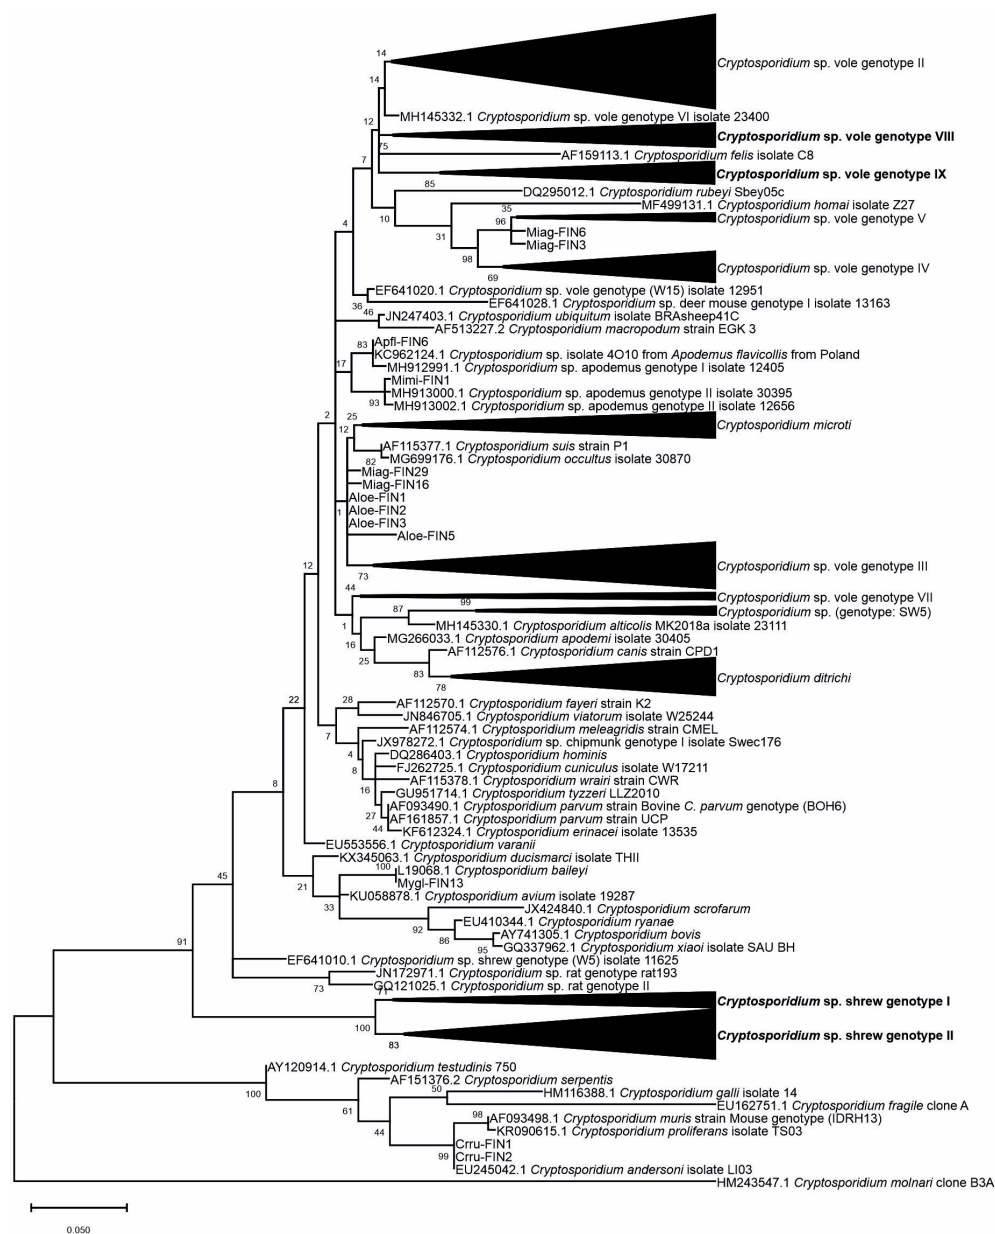 14
Cryptosporidium sp. vole genotype II
14
MH145332.1 Cryptosporidium sp. vole genotype VI isolate 23400
12
Cryptosporidium sp. vole genotype VIII
75
AF159113.1 Cryptosporidium felis isolate C8
7
Cryptosporidium sp. vole genotype IX
85
DQ295012.1 Cryptosporidium rubeyi Sbey05c
MF499131.1 Cryptosporidium homai isolate Z27
10
35
Cryptosporidium sp. vole genotype V
96
4
31
Miag-FIN6
Miag-FIN3
98
Cryptosporidium sp. vole genotype IV
69
EF641020.1 Cryptosporidium sp. vole genotype (W15) isolate 12951
36
EF641028.1 Cryptosporidium sp. deer mouse genotype I isolate 13163
46
JN247403.1 Cryptosporidium ubiquitum isolate BRAsheep41C
AF513227.2 Cryptosporidium macropodum strain EGK 3
83
Apfl-FIN6
KC962124.1 Cryptosporidium sp. isolate 4O10 from Apodemus flavicollis from Poland
17
MH912991.1 Cryptosporidium sp. apodemus genotype I isolate 12405
Mimi-FIN1
MH913000.1 Cryptosporidium sp. apodemus genotype II isolate 30395
93
MH913002.1 Cryptosporidium sp. apodemus genotype II isolate 12656
2
25
Cryptosporidium microti
12
AF115377.1 Cryptosporidium suis strain P1
82
MG699176.1 Cryptosporidium occultus isolate 30870
Miag-FIN29
Miag-FIN16
Aloe-FIN1
1
Aloe-FIN2
Aloe-FIN3
Aloe-FIN5
12
Cryptosporidium sp. vole genotype III
73
44
Cryptosporidium sp. vole genotype VII
99
87
Cryptosporidium sp. (genotype: SW5)
1
MH145330.1 Cryptosporidium alticolis MK2018a isolate 23111
16
MG266033.1 Cryptosporidium apodemi isolate 30405
AF112576.1 Cryptosporidium canis strain CPD1
25
83
Cryptosporidium ditrichi
78
22
28
AF112570.1 Cryptosporidium fayeri strain K2
JN846705.1 Cryptosporidium viatorum isolate W25244
AF112574.1 Cryptosporidium meleagridis strain CMEL
7
JX978272.1 Cryptosporidium sp. chipmunk genotype I isolate Swec176
4
DQ286403.1 Cryptosporidium hominis
8
FJ262725.1 Cryptosporidium cuniculus isolate W17211
AF115378.1 Cryptosporidium wrairi strain CWR
16
GU951714.1 Cryptosporidium tyzzeri LLZ2010
8
AF093490.1 Cryptosporidium parvum strain Bovine C. parvum genotype (BOH6)
27
AF161857.1 Cryptosporidium parvum strain UCP
44
KF612324.1 Cryptosporidium erinacei isolate 13535
EU553556.1 Cryptosporidium varanii
KX345063.1 Cryptosporidium ducismarci isolate THII
100
L19068.1 Cryptosporidium baileyi
45
21
Mygl-FIN13
KU058878.1 Cryptosporidium avium isolate 19287
33
JX424840.1 Cryptosporidium scrofarum
EU410344.1 Cryptosporidium ryanae
92
AY741305.1 Cryptosporidium bovis
91
86
95
GQ337962.1 Cryptosporidium xiaoi isolate SAU BH
EF641010.1 Cryptosporidium sp. shrew genotype (W5) isolate 11625
JN172971.1 Cryptosporidium sp. rat genotype rat193
73
GQ121025.1 Cryptosporidium sp. rat genotype II
71
Cryptosporidium sp. shrew genotype I
100
Cryptosporidium sp. shrew genotype II
83
AY120914.1 Cryptosporidium testudinis 750
AF151376.2 Cryptosporidium serpentis
100
50
HM116388.1 Cryptosporidium galli isolate 14
EU162751.1 Cryptosporidium fragile clone A
61
98
AF093498.1 Cryptosporidium muris strain Mouse genotype (IDRH13)
44
KR090615.1 Cryptosporidium proliferans isolate TS03
Crru-FIN1
99
Crru-FIN2
EU245042.1 Cryptosporidium andersoni isolate LI03
HM243547.1 Cryptosporidium molnari clone B3A
0.050